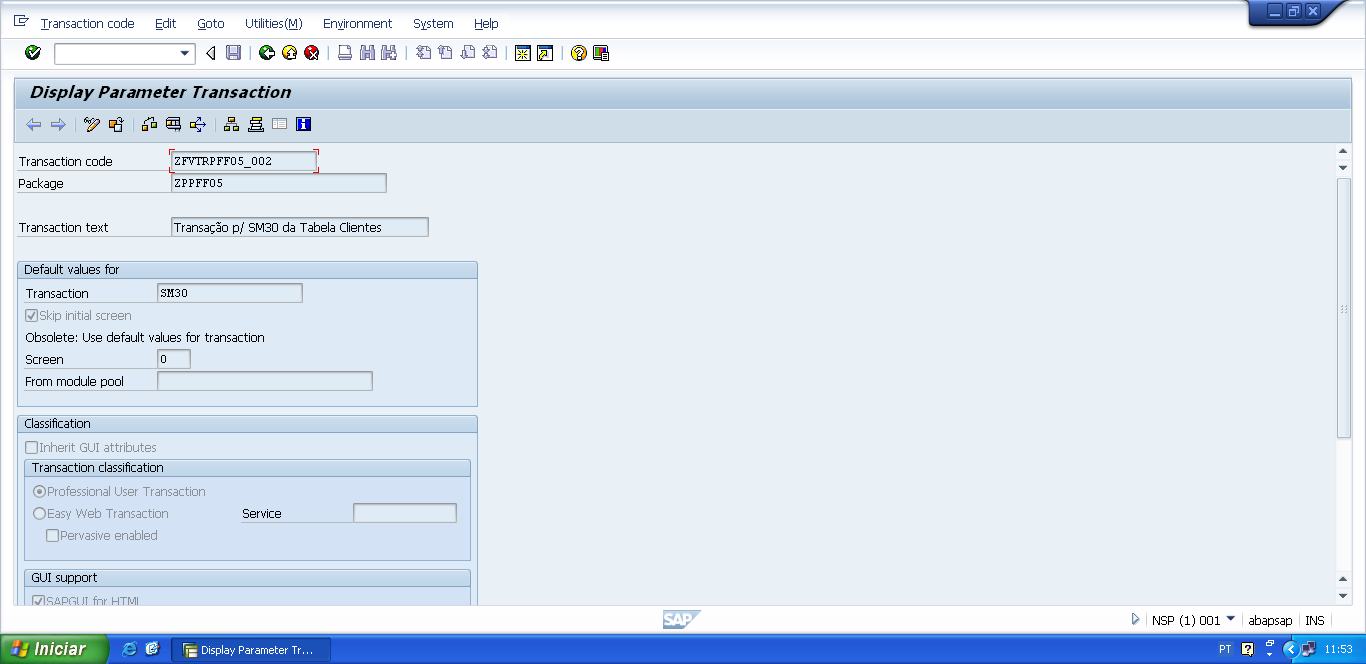 Transaction code Edit Goto Utilities(M) Environment System Help
Display Parameter Transaction
Transaction code ZFVTRPFF05_002
Package ZPPFF05
Transaction text Transação p/ SM30 da Tabela Clientes
Default values for
Transaction SM30
Skip initial screen
Obsolete: Use default values for transaction
Screen 0
From module pool
Classification
Inherit GUI attributes
Transaction classification
Professional User Transaction
Easy Web Transaction Service
Pervasive enabled
GUI support
SAPGUI for HTML
SAP NSP (1) 001 abapsap INS
Iniciar Display Parameter Tr... PT 11:53